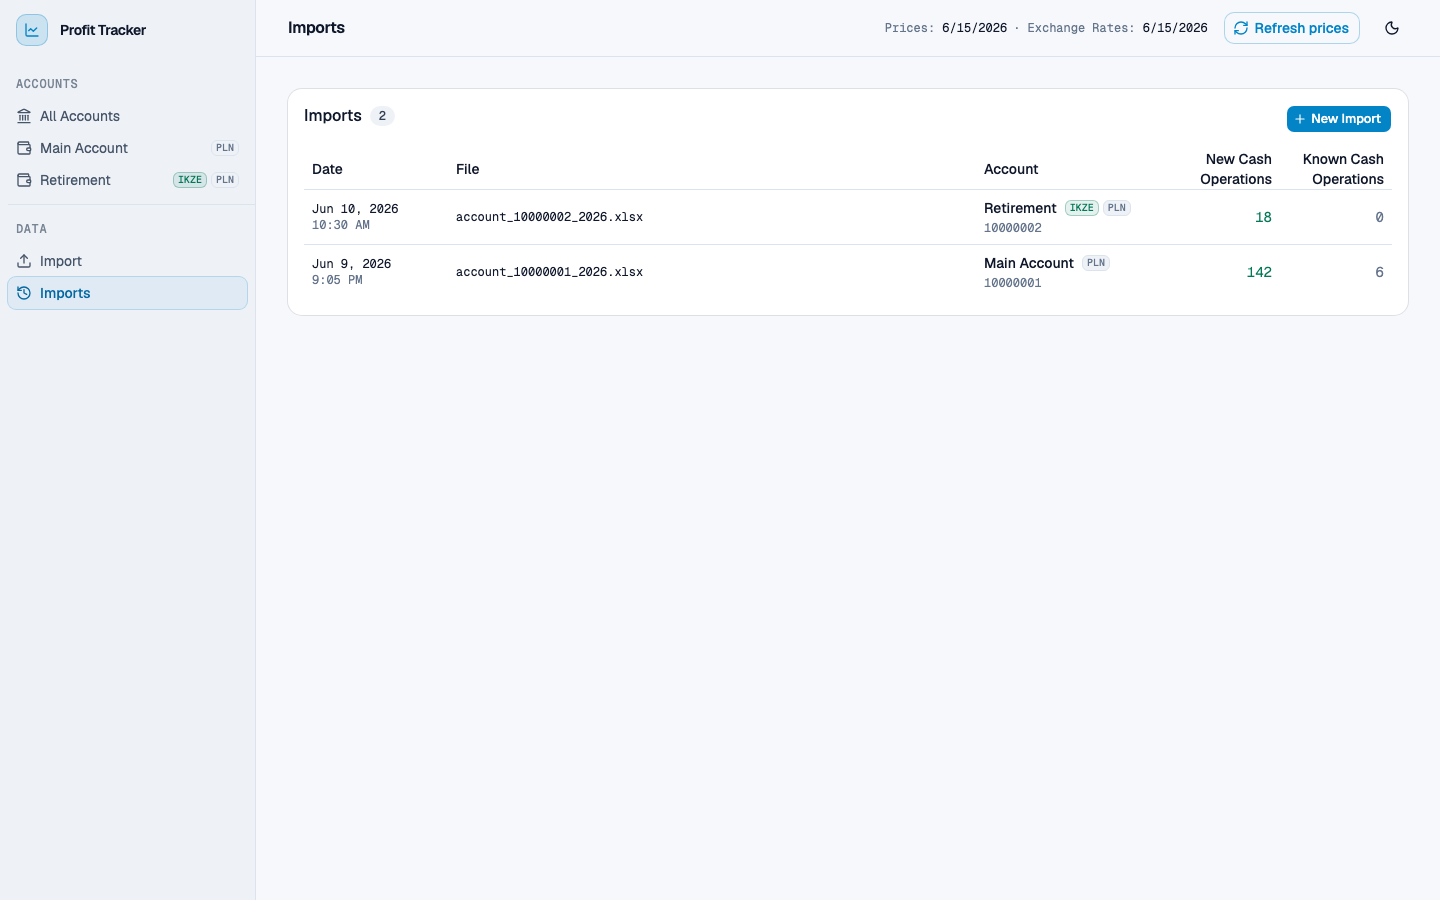 Profit Tracker
ACCOUNTS
All Accounts
Main Account PLN
Retirement IKZE PLN
DATA
Import
Imports
Imports
Prices: 6/15/2026 · Exchange Rates: 6/15/2026
Refresh prices
Imports 2
New Import
Date File Account New Cash Operations Known Cash Operations
Jun 10, 2026
10:30 AM
account_10000002_2026.xlsx
Retirement IKZE PLN
10000002
18
0
Jun 9, 2026
9:05 PM
account_10000001_2026.xlsx
Main Account PLN
10000001
142
6